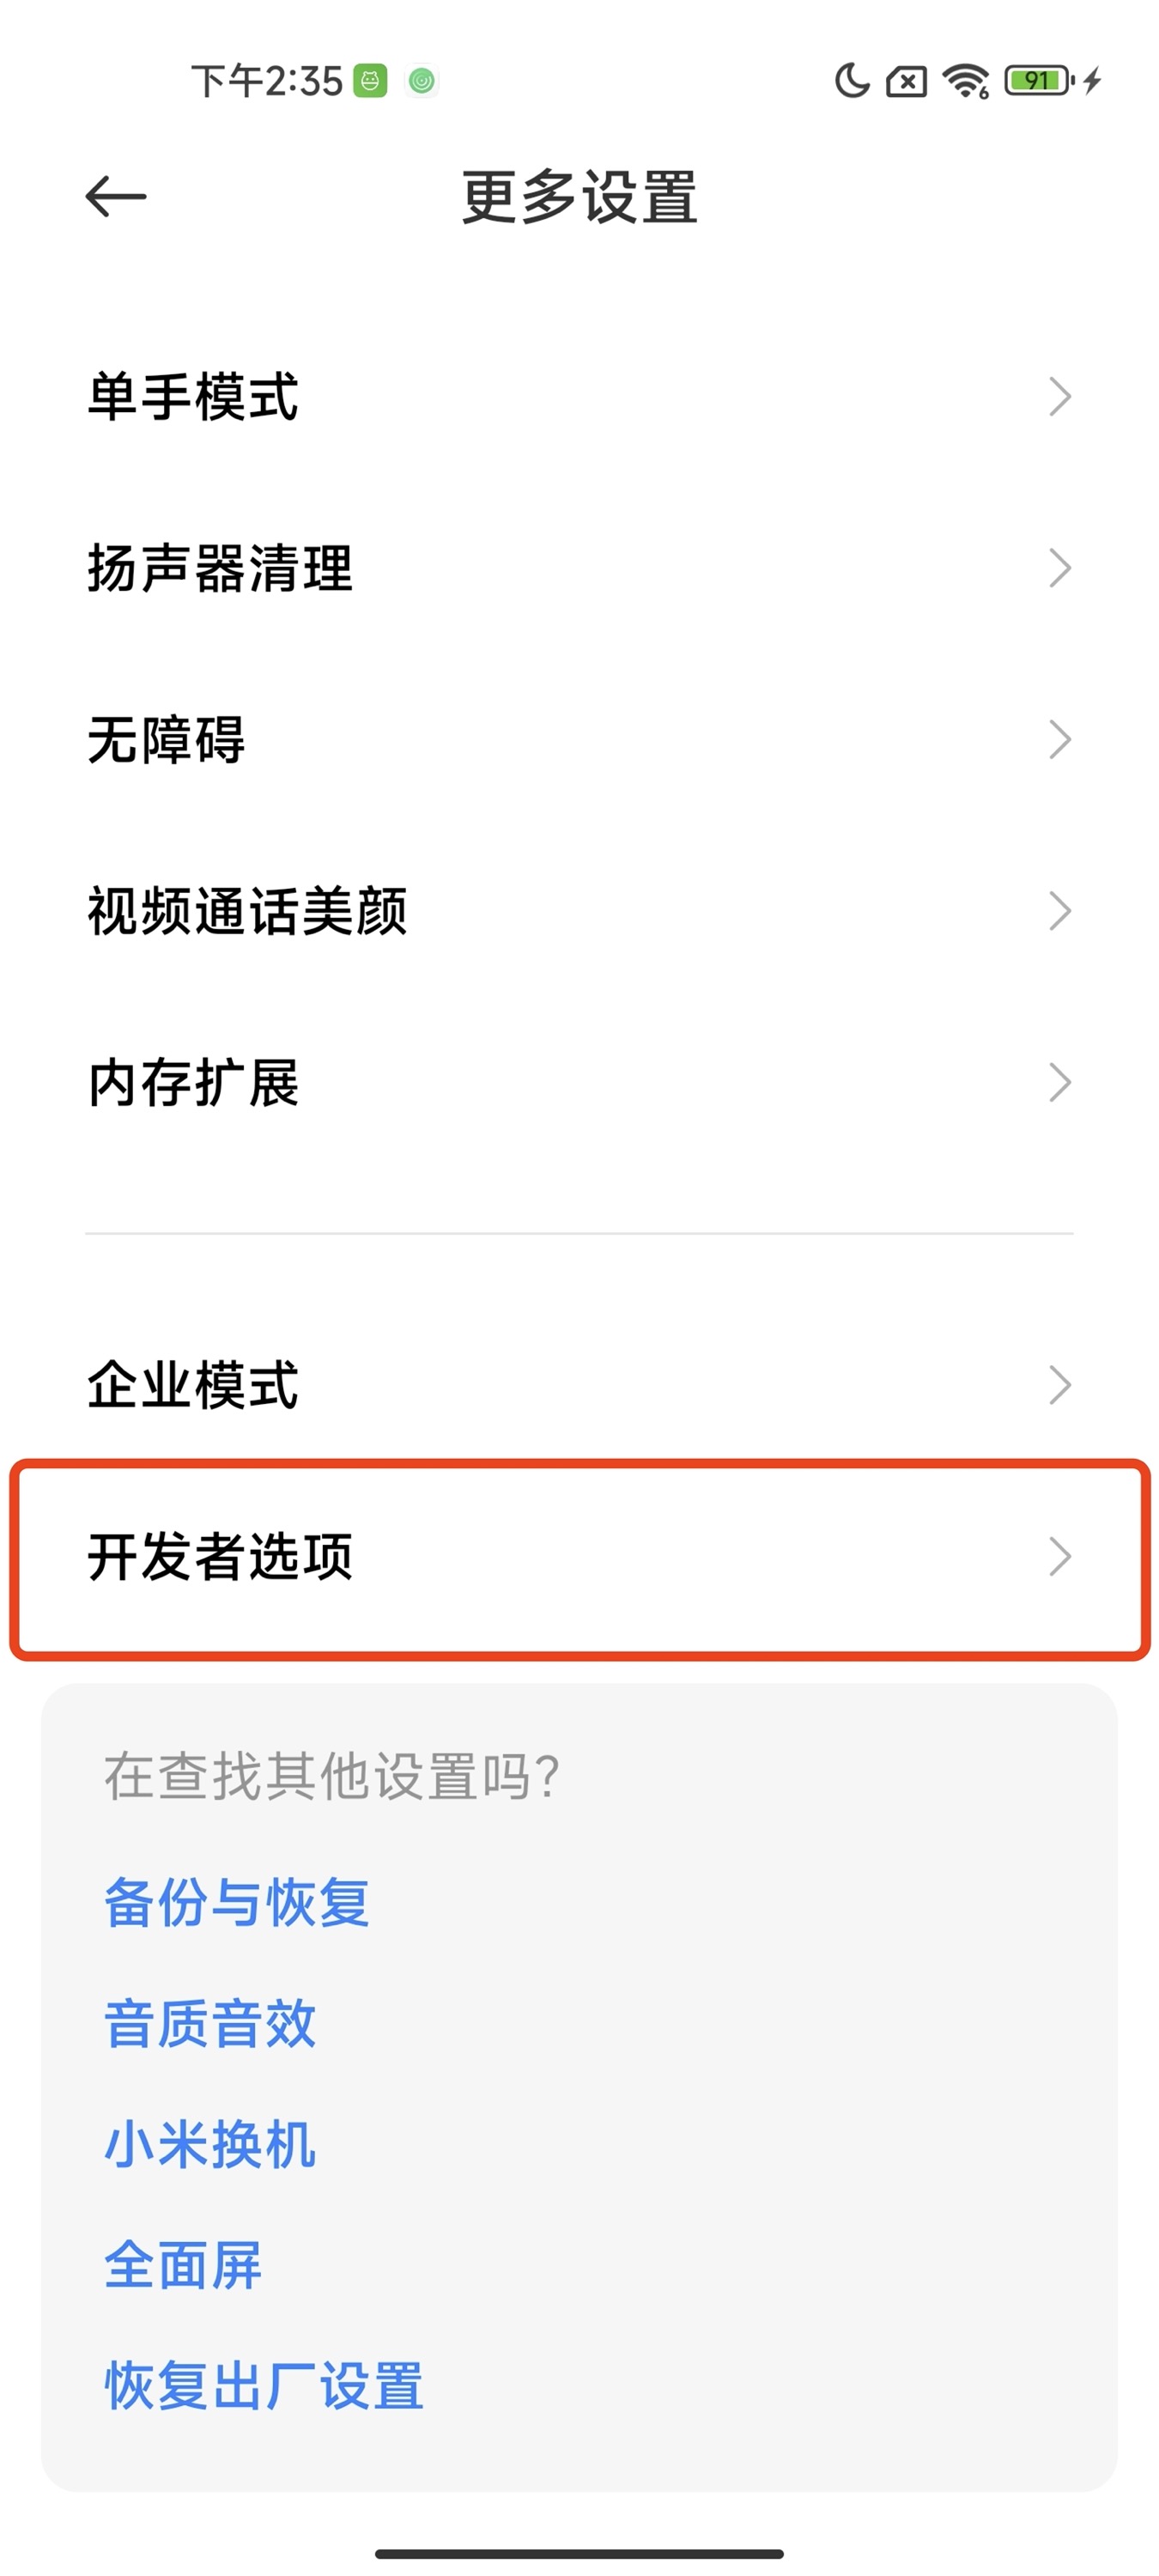 下午2:35
6
91
更多设置
单手模式
扬声器清理
无障碍
视频通话美颜
内存扩展
企业模式
开发者选项
在查找其他设置吗?
备份与恢复
音质音效
小米换机
全面屏
恢复出厂设置